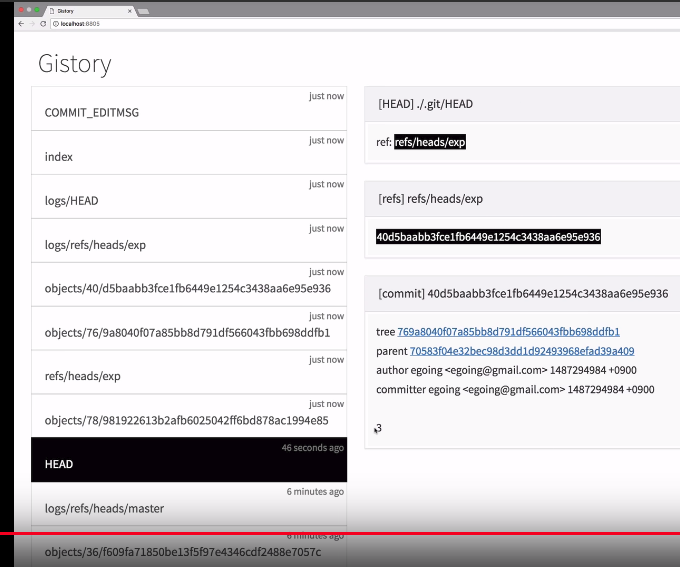 Gistory
localhost:8805
Gistory
just now
COMMIT_EDITMSG
just now
index
just now
logs/HEAD
just now
logs/refs/heads/exp
just now
objects/40/d5baabb3fce1fb6449e1254c3438aa6e95e936
just now
objects/76/9a8040f07a85bb8d791df566043fbb698ddfb1
just now
refs/heads/exp
just now
objects/78/981922613b2afb6025042ff6bd878ac1994e85
46 seconds ago
HEAD
6 minutes ago
logs/refs/heads/master
6 minutes ago
objects/36/f609fa71850be13f5f97e4346cdf2488e7057c
[HEAD] ./.git/HEAD
ref: refs/heads/exp
[refs] refs/heads/exp
40d5baabb3fce1fb6449e1254c3438aa6e95e936
[commit] 40d5baabb3fce1fb6449e1254c3438aa6e95e936
tree 769a8040f07a85bb8d791df566043fbb698ddfb1
parent 70583f04e32bec98d3dd1d92493968efad39a409
author egoing <egoing@gmail.com> 1487294984 +0900
committer egoing <egoing@gmail.com> 1487294984 +0900
3